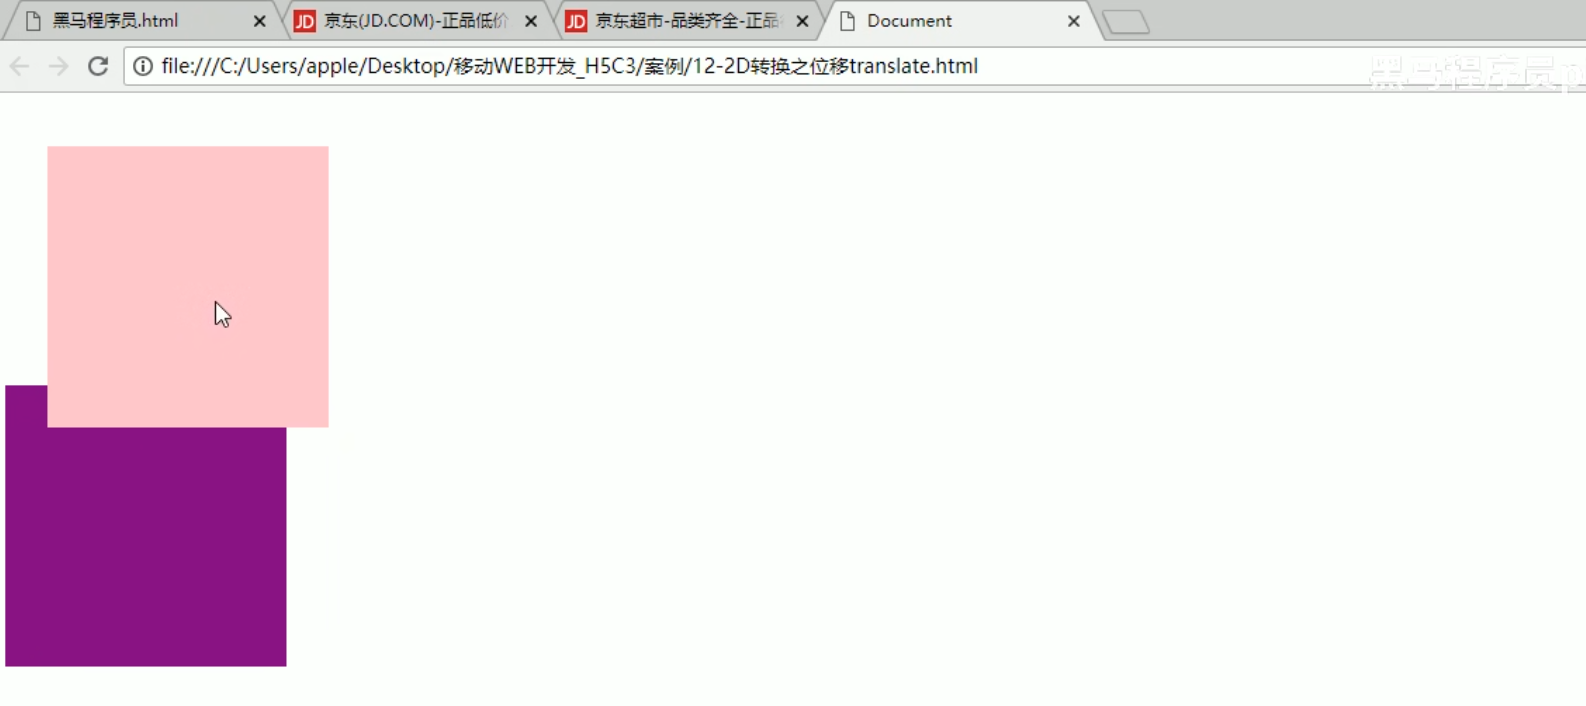 黑马程序员.html
JD 京东(JD.COM)-正品低价
JD 京东超市-品类齐全-正品
Document
file:///C:/Users/apple/Desktop/移动WEB开发_H5C3/案例/12-2D转换之位移translate.html
黑马程序员p